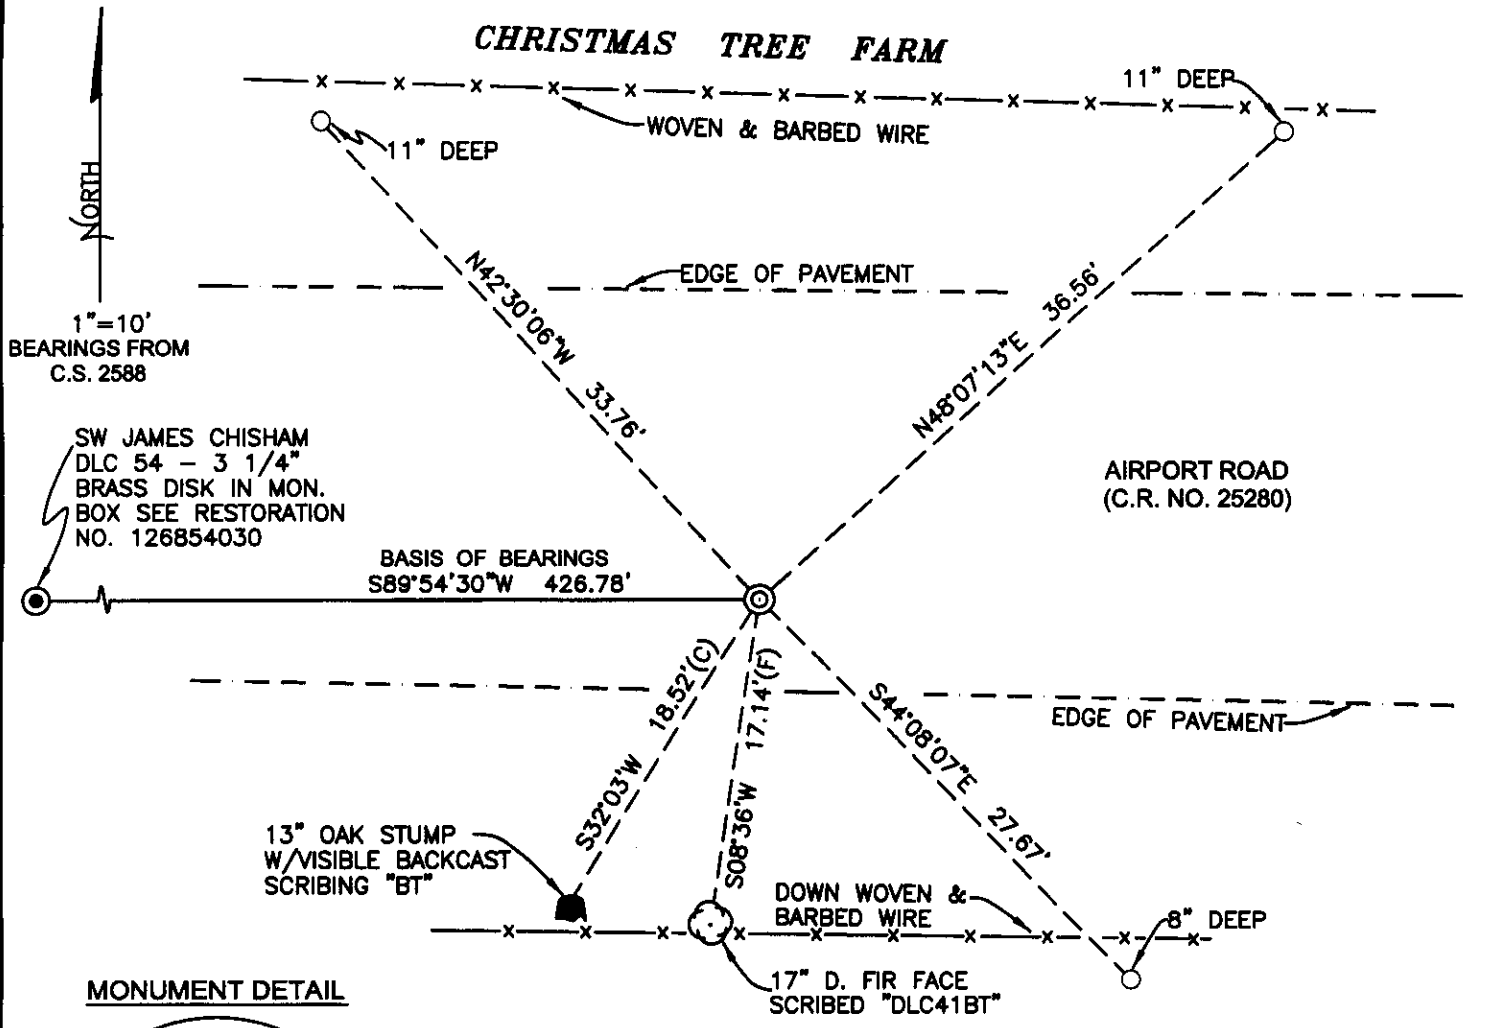 CHRISTMAS TREE FARM
11" DEEP
WOVEN & BARBED WIRE
11" DEEP
NORTH
EDGE OF PAVEMENT
N42°30'06"W 33.76'
N48°07'13"E 36.56'
1"=10'
BEARINGS FROM
C.S. 2588
SW JAMES CHISHAM
DLC 54 - 3 1/4"
BRASS DISK IN MON.
BOX SEE RESTORATION
NO. 126854030
AIRPORT ROAD
(C.R. NO. 25280)
BASIS OF BEARINGS
S89°54'30"W 426.78'
S32°03'W 18.52'(C)
S08°36'W 17.14'(F)
S44°08'07"E 27.67'
EDGE OF PAVEMENT
13" OAK STUMP
W/VISIBLE BACKCAST
SCRIBING "BT"
DOWN WOVEN &
BARBED WIRE
8" DEEP
17" D. FIR FACE
SCRIBED "DLC41BT"
MONUMENT DETAIL